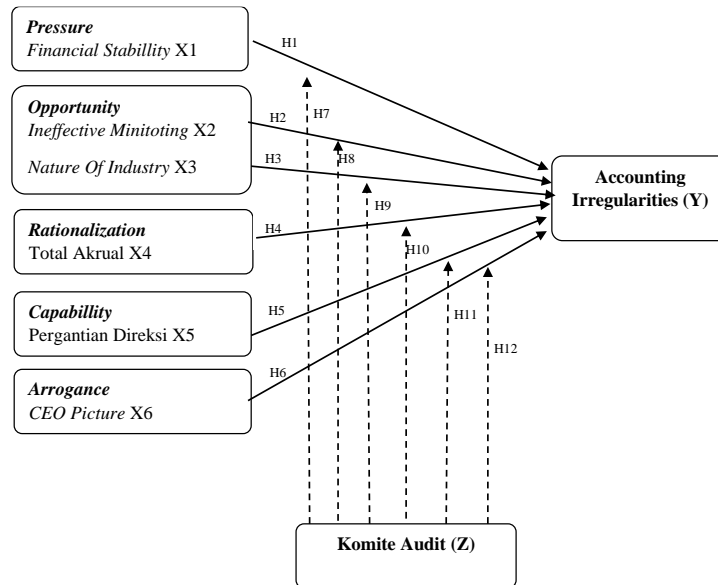 Pressure
Financial Stabillity X1
Opportunity
Ineffective Minitoting X2
Nature Of Industry X3
Rationalization
Total Akrual X4
Capabillity
Pergantian Direksi X5
Arrogance
CEO Picture X6
H1
H7
H2
H8
H3
H9
H4
H10
H5
H11
H6
H12
Accounting
Irregularities (Y)
Komite Audit (Z)